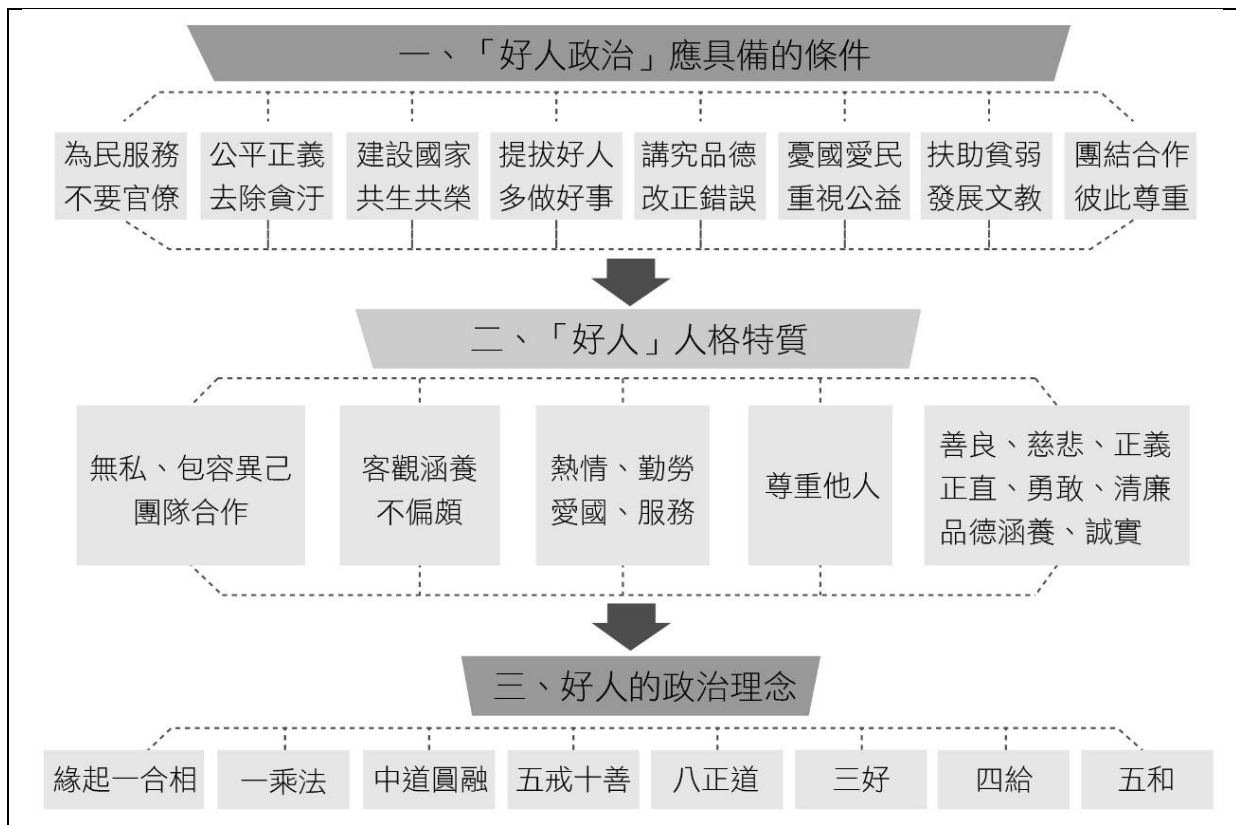 一、「好人政治」應具備的條件
為民服務
不要官僚
公平正義
去除貪汙
建設國家
共生共榮
提拔好人
多做好事
講究品德
改正錯誤
憂國愛民
重視公益
扶助貧弱
發展文教
團結合作
彼此尊重
二、「好人」人格特質
無私、包容異己
團隊合作
客觀涵養
不偏頗
熱情、勤勞
愛國、服務
尊重他人
善良、慈悲、正義
正直、勇敢、清廉
品德涵養、誠實
三、好人的政治理念
緣起一合相
一乘法
中道圓融
五戒十善
八正道
三好
四給
五和